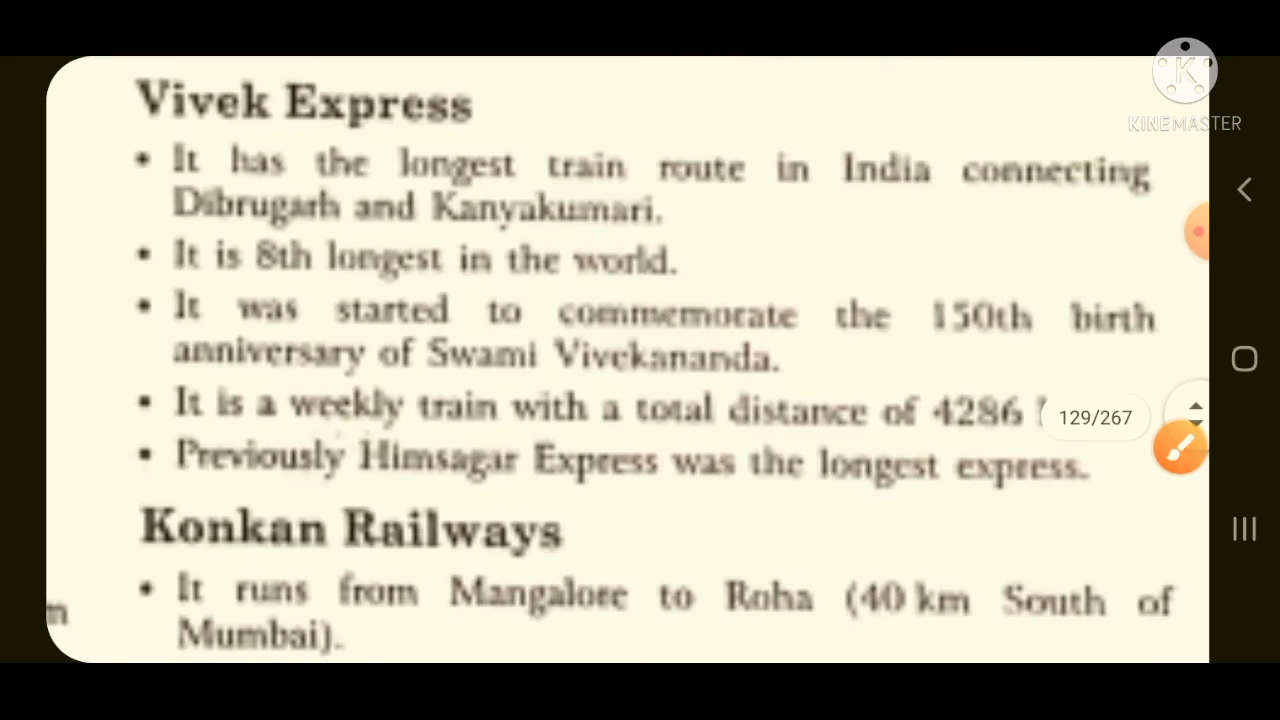 Vivek Express
• It has the longest train route in India connecting
Dibrugarh and Kanyakumari.
• It is 8th longest in the world.
• It was started to commemorate the 150th birth
anniversary of Swami Vivekananda.
• It is a weekly train with a total distance of 4286
• Previously Himsagar Express was the longest express.
Konkan Railways
• It runs from Mangalore to Roha (40 km South of
Mumbai).
K
KINEMASTER
129/267